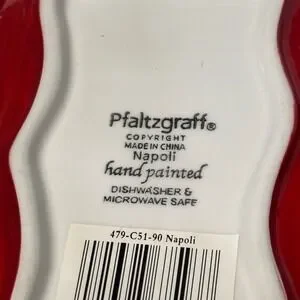 Pfaltzgraff®
COPYRIGHT
MADE IN CHINA
Napoli
hand painted
DISHWASHER &
MICROWAVE SAFE
479-C51-90 Napoli